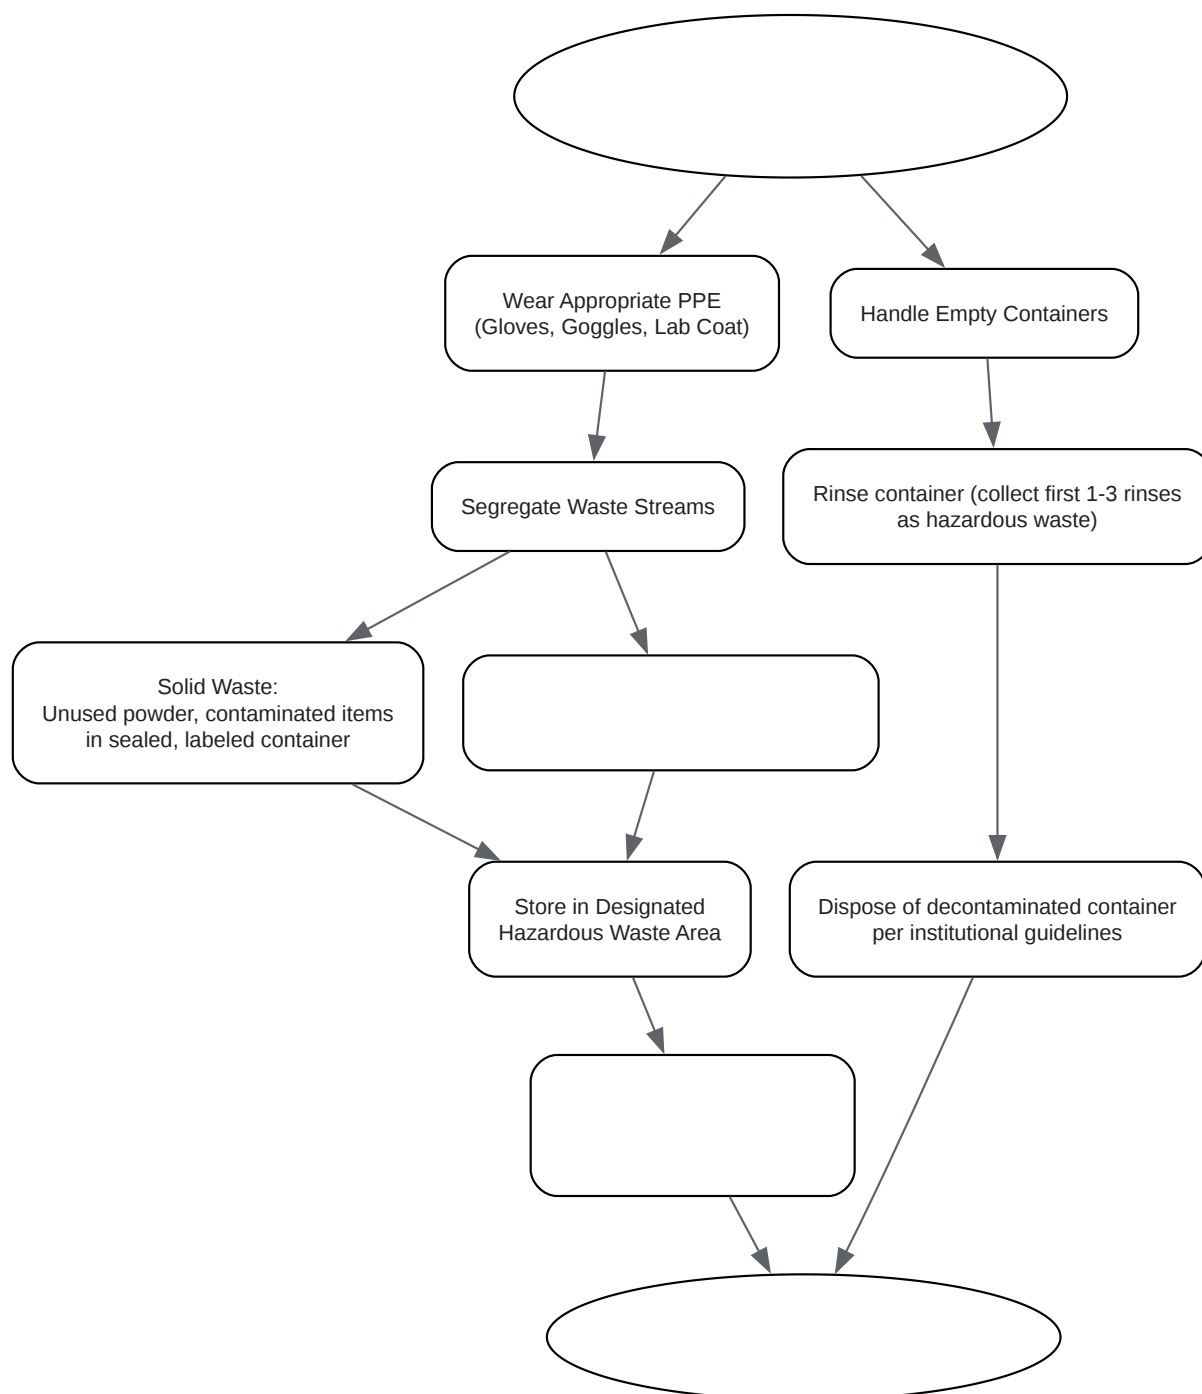 Wear Appropriate PPE
(Gloves, Goggles, Lab Coat)
Handle Empty Containers
Segregate Waste Streams
Rinse container (collect first 1-3 rinses
as hazardous waste)
Solid Waste:
Unused powder, contaminated items
in sealed, labeled container
Store in Designated
Hazardous Waste Area
Dispose of decontaminated container
per institutional guidelines